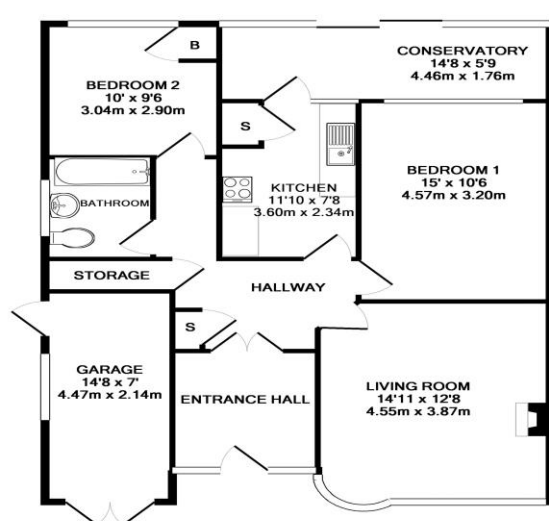 B
CONSERVATORY
14'8 x 5'9
4.46m x 1.76m
BEDROOM 2
10' x 9'6
3.04m x 2.90m
S
BEDROOM 1
15' x 10'6
4.57m x 3.20m
KITCHEN
11'10 x 7'8
3.60m x 2.34m
BATHROOM
STORAGE
HALLWAY
S
GARAGE
14'8 x 7'
4.47m x 2.14m
ENTRANCE HALL
LIVING ROOM
14'11 x 12'8
4.55m x 3.87m